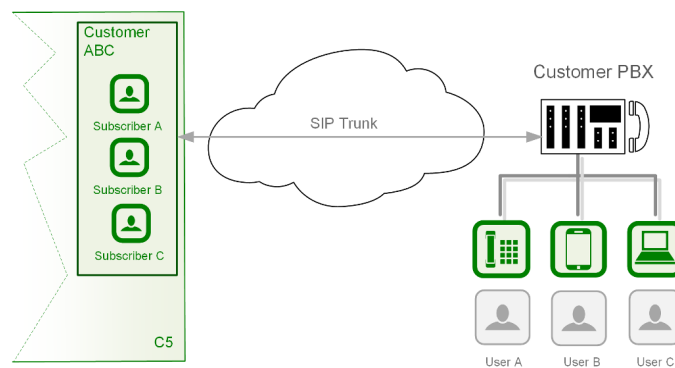 Customer
ABC
Subscriber A
Subscriber B
Subscriber C
C5
SIP Trunk
Customer PBX
User A
User B
User C